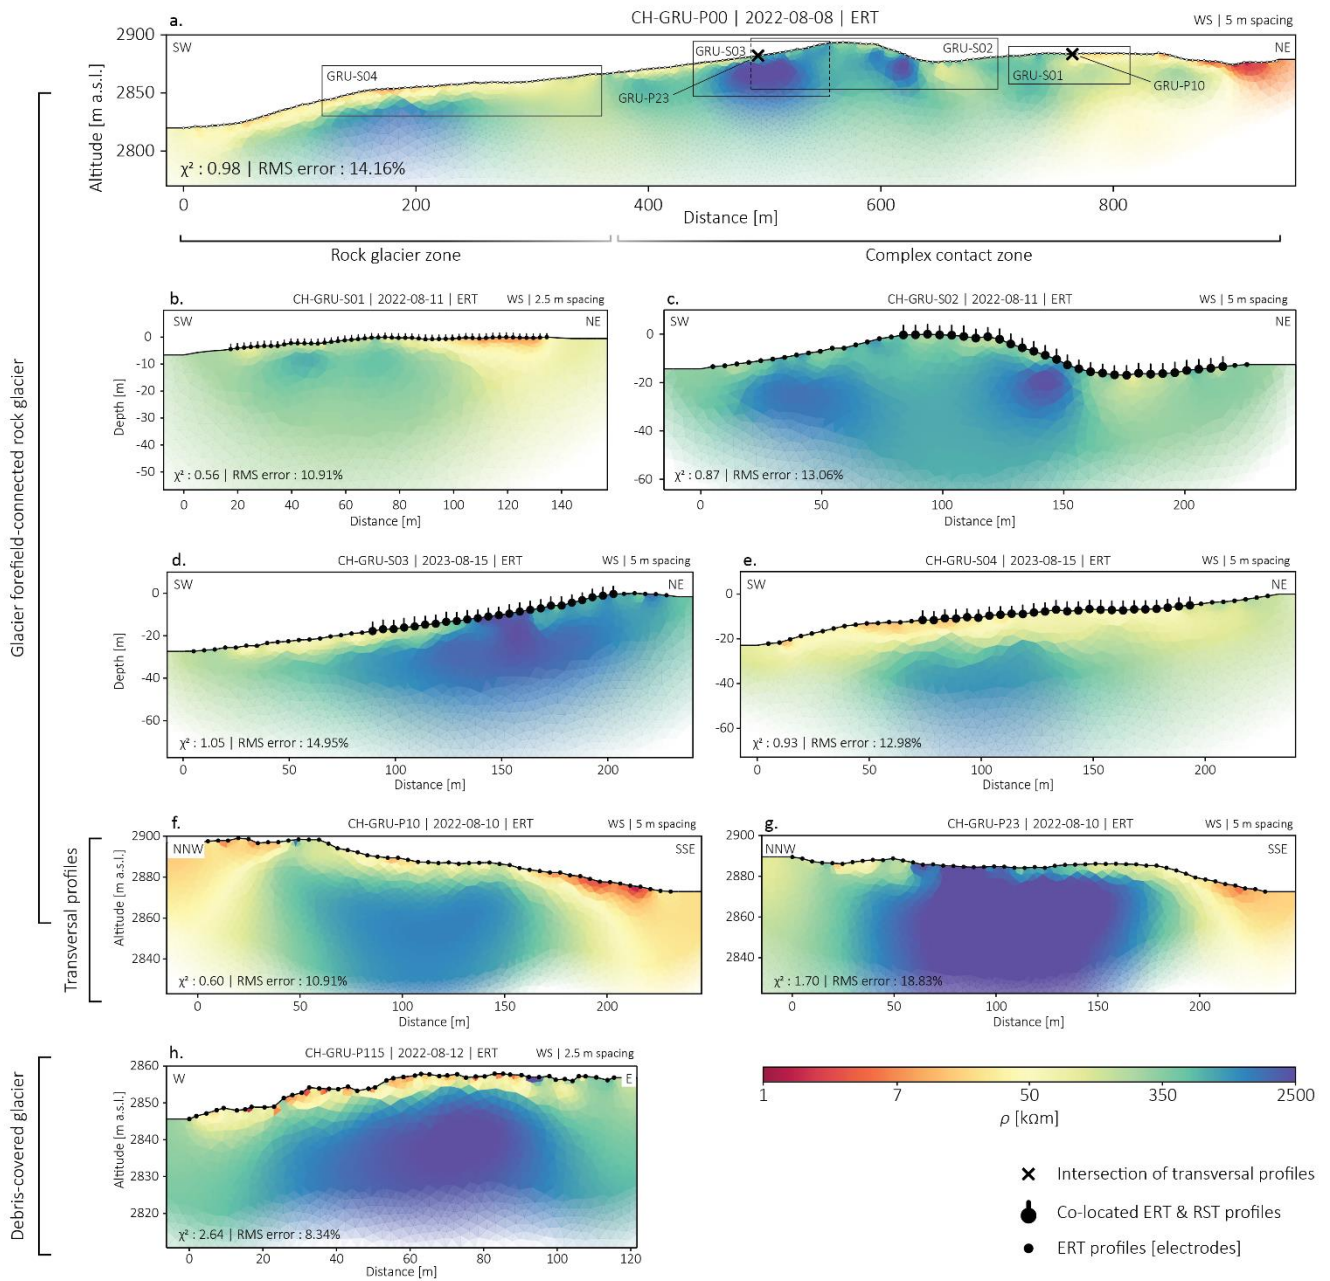 a.
CH-GRU-P00 | 2022-08-08 | ERT
WS | 5 m spacing
SW
NE
GRU-S04
GRU-S03
GRU-S02
GRU-S01
GRU-P23
GRU-P10
Altitude [m a.s.l.]
2900
2850
2800
χ² : 0.98 | RMS error : 14.16%
0 200 400 600 800
Distance [m]
Rock glacier zone
Complex contact zone
Glacier forefield-connected rock glacier
b.
CH-GRU-S01 | 2022-08-11 | ERT
WS | 2.5 m spacing
SW
NE
Depth [m]
0
-10
-20
-30
-40
-50
χ² : 0.56 | RMS error : 10.91%
0 20 40 60 80 100 120 140
Distance [m]
c.
CH-GRU-S02 | 2022-08-11 | ERT
WS | 5 m spacing
SW
NE
0
-20
-40
-60
χ² : 0.87 | RMS error : 13.06%
0 50 100 150 200
Distance [m]
d.
CH-GRU-S03 | 2023-08-15 | ERT
WS | 5 m spacing
SW
NE
Depth [m]
0
-20
-40
-60
χ² : 1.05 | RMS error : 14.95%
0 50 100 150 200
Distance [m]
e.
CH-GRU-S04 | 2023-08-15 | ERT
WS | 5 m spacing
SW
NE
0
-20
-40
-60
χ² : 0.93 | RMS error : 12.98%
0 50 100 150 200
Distance [m]
Transversal profiles
f.
CH-GRU-P10 | 2022-08-10 | ERT
WS | 5 m spacing
NNW
SSE
Altitude [m a.s.l.]
2900
2880
2860
2840
χ² : 0.60 | RMS error : 10.91%
0 50 100 150 200
Distance [m]
g.
CH-GRU-P23 | 2022-08-10 | ERT
WS | 5 m spacing
NNW
SSE
2900
2880
2860
2840
χ² : 1.70 | RMS error : 18.83%
0 50 100 150 200
Distance [m]
Debris-covered glacier
h.
CH-GRU-P115 | 2022-08-12 | ERT
WS | 2.5 m spacing
W
E
Altitude [m a.s.l.]
2860
2850
2840
2830
2820
χ² : 2.64 | RMS error : 8.34%
0 20 40 60 80 100 120
Distance [m]
1 7 50 350 2500
ρ [kΩm]
Intersection of transversal profiles
Co-located ERT & RST profiles
ERT profiles [electrodes]